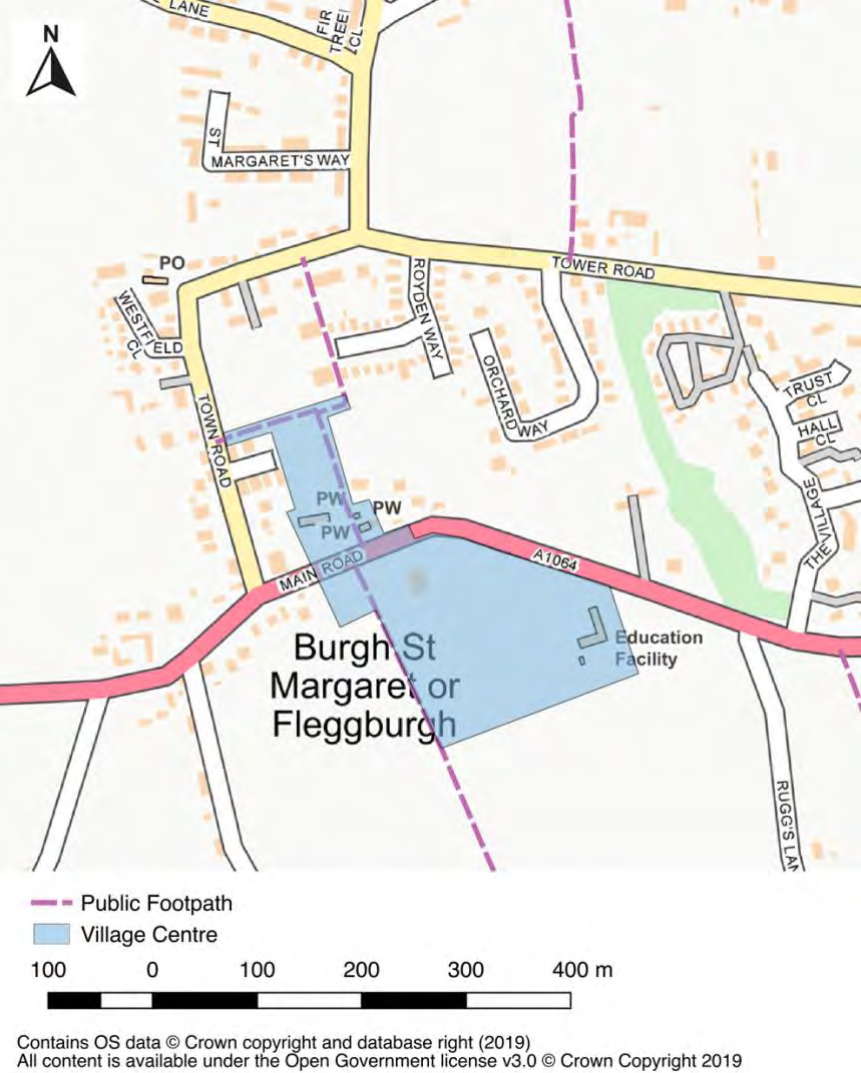 LANE
FIR
TREE
CL
N
ST
MARGARET'S WAY
PO
TOWER ROAD
WESTFIELD
CL
ROYDEN WAY
ORCHARD
WAY
TRUST
CL
HALL
CL
TOWN ROAD
THE VILLAGE
PW
PW
PW
MAIN ROAD
A1064
Burgh St
Margaret or
Fleggburgh
Education
Facility
RUGG'S LAN
Public Footpath
Village Centre
100 0 100 200 300 400 m
Contains OS data © Crown copyright and database right (2019)
All content is available under the Open Government license v3.0 © Crown Copyright 2019